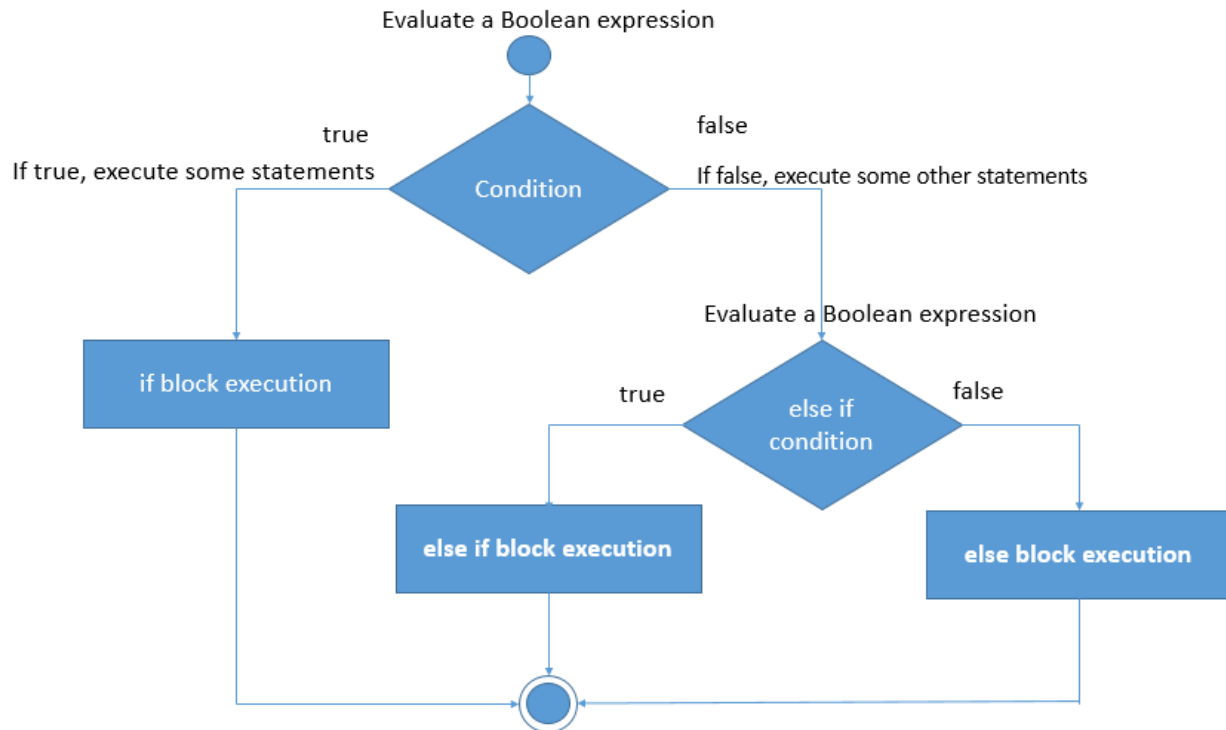 Evaluate a Boolean expression
true
false
If true, execute some statements
If false, execute some other statements
Condition
Evaluate a Boolean expression
if block execution
true
false
else if
condition
else if block execution
else block execution